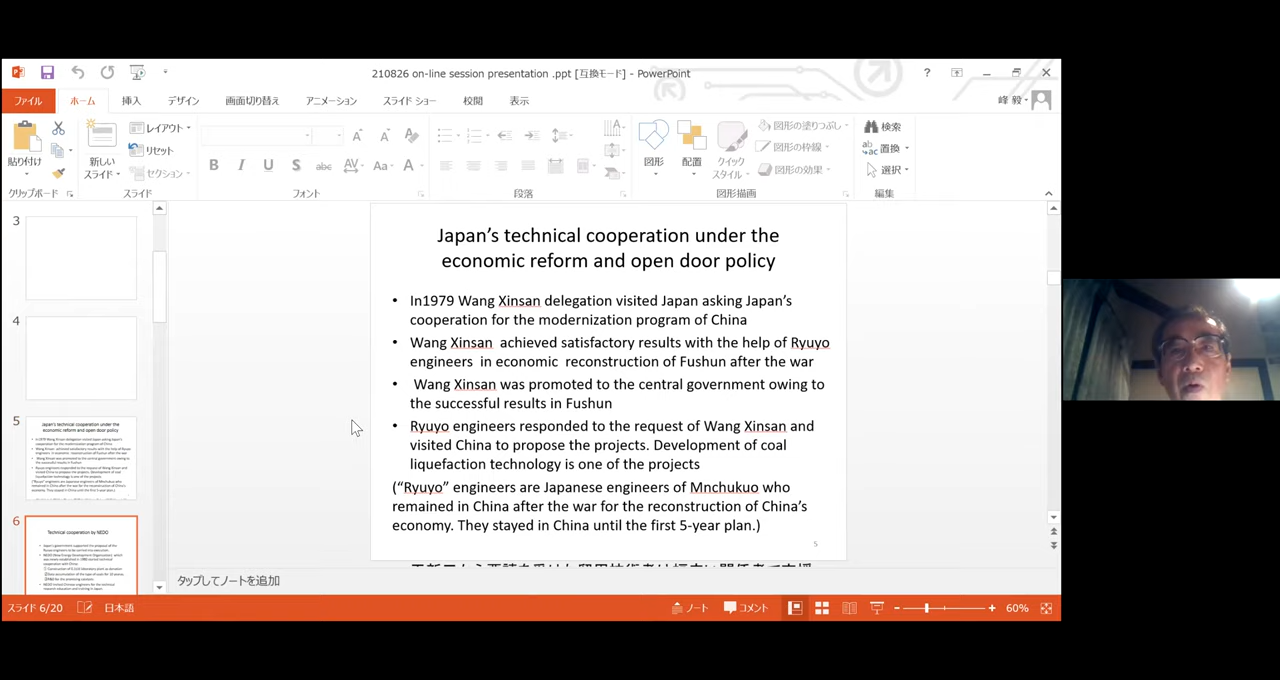 210826 on-line session presentation .ppt [互換モード] - PowerPoint
ファイル ホーム 挿入 デザイン 画面切り替え アニメーション スライド ショー 校閲 表示
峰 毅
貼り付け
新しい
スライド
レイアウト
リセット
セクション
図形
配置
クイック
スタイル
図形の塗りつぶし
図形の枠線
図形の効果
検索
置換
選択
クリップボード スライド フォント 段落 図形描画 編集
3
4
5
6
Japan's technical cooperation under the
economic reform and open door policy
Technical cooperation by NEDO
Japan's technical cooperation under the
economic reform and open door policy
• In1979 Wang Xinsan delegation visited Japan asking Japan's
cooperation for the modernization program of China
• Wang Xinsan achieved satisfactory results with the help of Ryuyo
engineers in economic reconstruction of Fushun after the war
• Wang Xinsan was promoted to the central government owing to
the successful results in Fushun
• Ryuyo engineers responded to the request of Wang Xinsan and
visited China to propose the projects. Development of coal
liquefaction technology is one of the projects
("Ryuyo" engineers are Japanese engineers of Mnchukuo who
remained in China after the war for the reconstruction of China's
economy. They stayed in China until the first 5-year plan.)
5
タップしてノートを追加
スライド 6/20 日本語 ノート コメント 60%